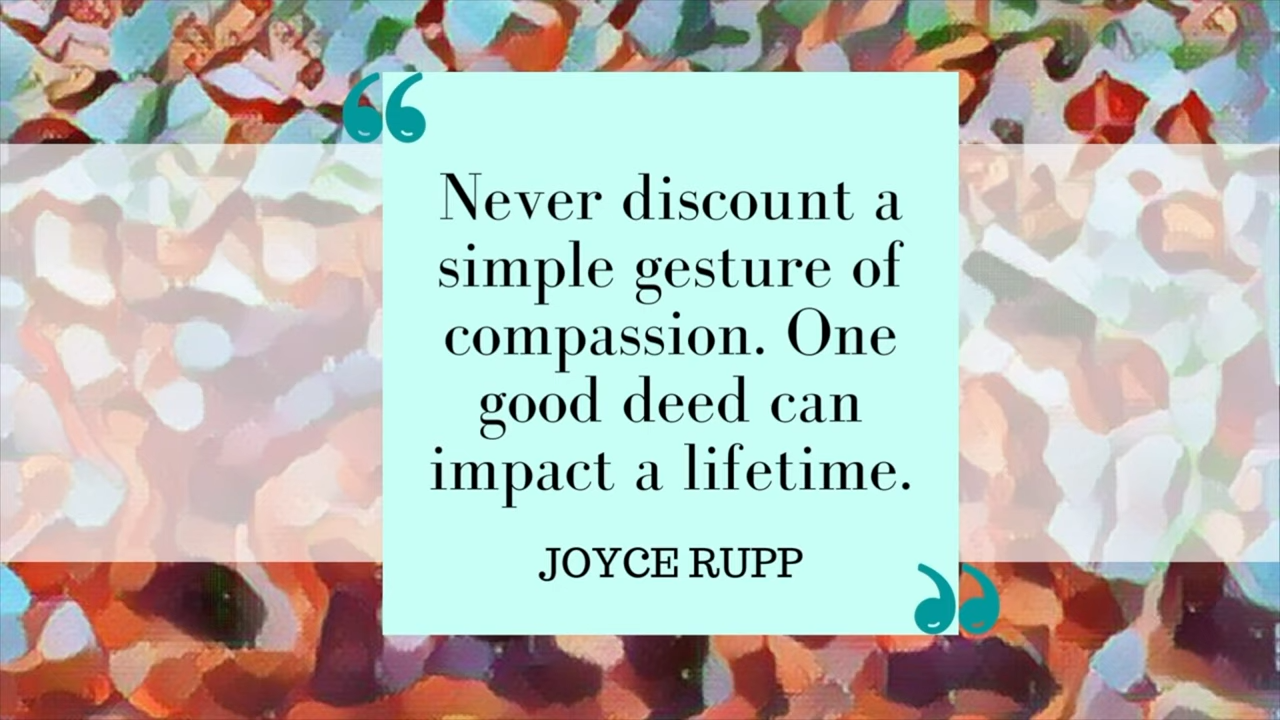 “
Never discount a
simple gesture of
compassion. One
good deed can
impact a lifetime.
JOYCE RUPP
”